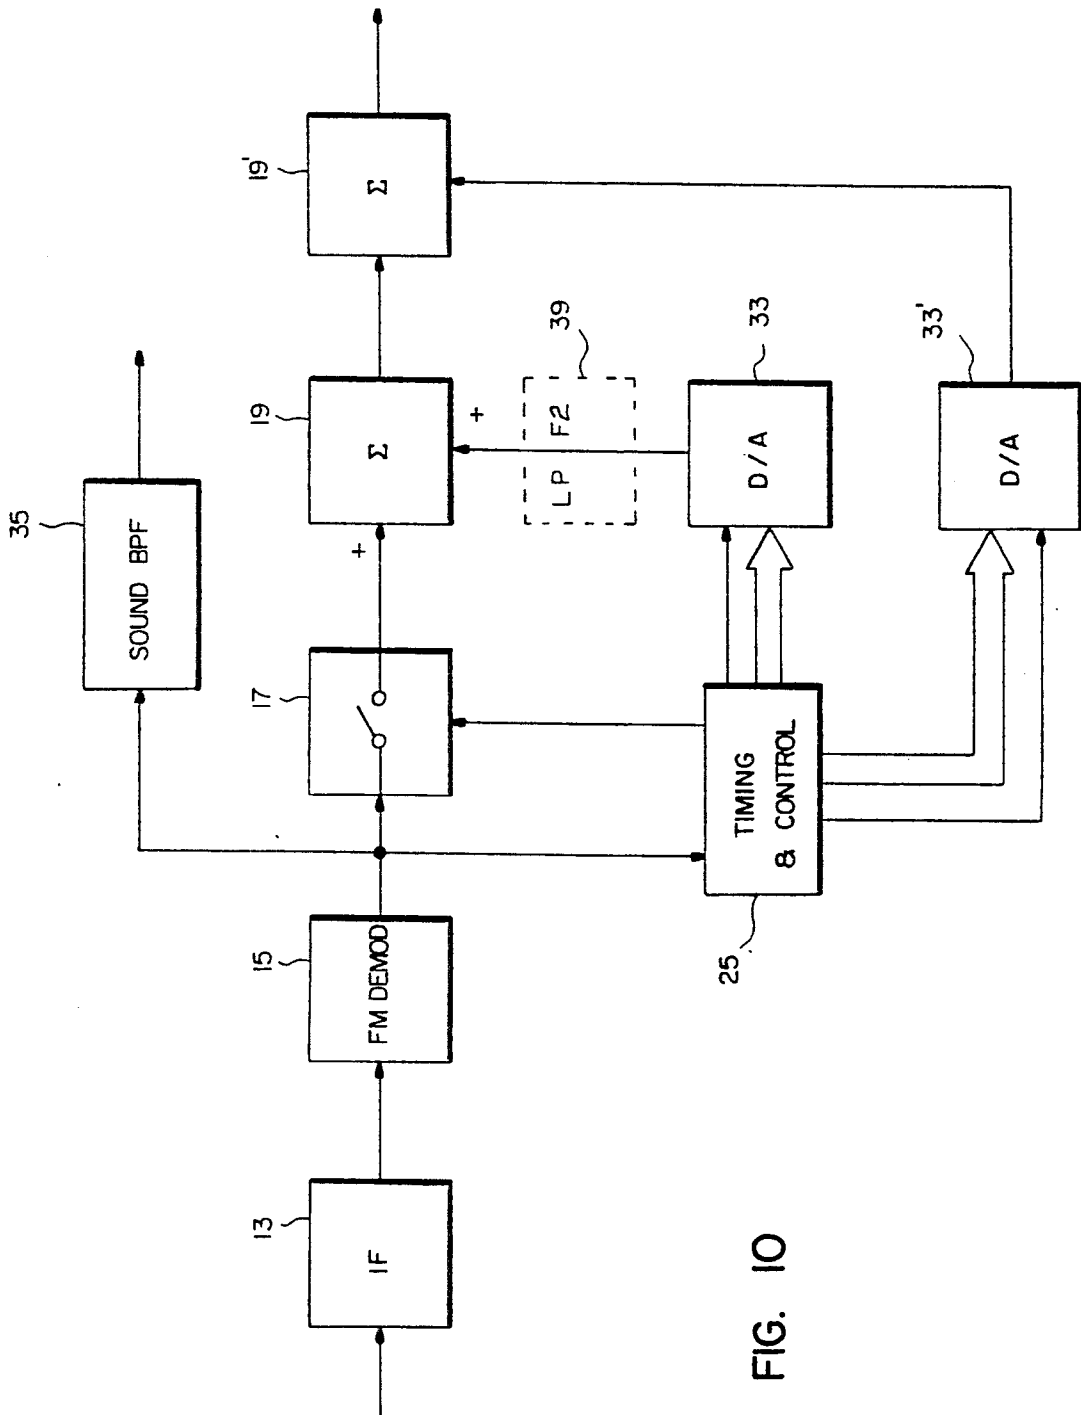 35
SOUND BPF
13
IF
15
FM DEMOD
17
+
19
Σ
+
19'
Σ
LP F2
39
25
TIMING
& CONTROL
D/A
33
D/A
33'
FIG. 10